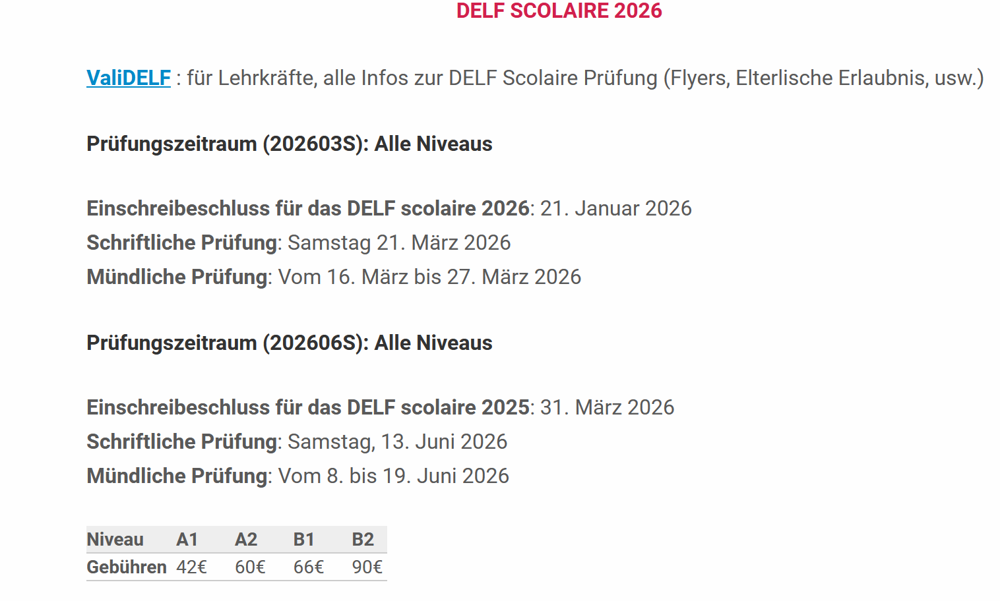 DELF SCOLAIRE 2026
ValiDELF : für Lehrkräfte, alle Infos zur DELF Scolaire Prüfung (Flyers, Elterlische Erlaubnis, usw.)
Prüfungszeitraum (202603S): Alle Niveaus
Einschreibeschluss für das DELF scolaire 2026: 21. Januar 2026
Schriftliche Prüfung: Samstag 21. März 2026
Mündliche Prüfung: Vom 16. März bis 27. März 2026
Prüfungszeitraum (202606S): Alle Niveaus
Einschreibeschluss für das DELF scolaire 2025: 31. März 2026
Schriftliche Prüfung: Samstag, 13. Juni 2026
Mündliche Prüfung: Vom 8. bis 19. Juni 2026
Niveau A1 A2 B1 B2
Gebühren 42€ 60€ 66€ 90€